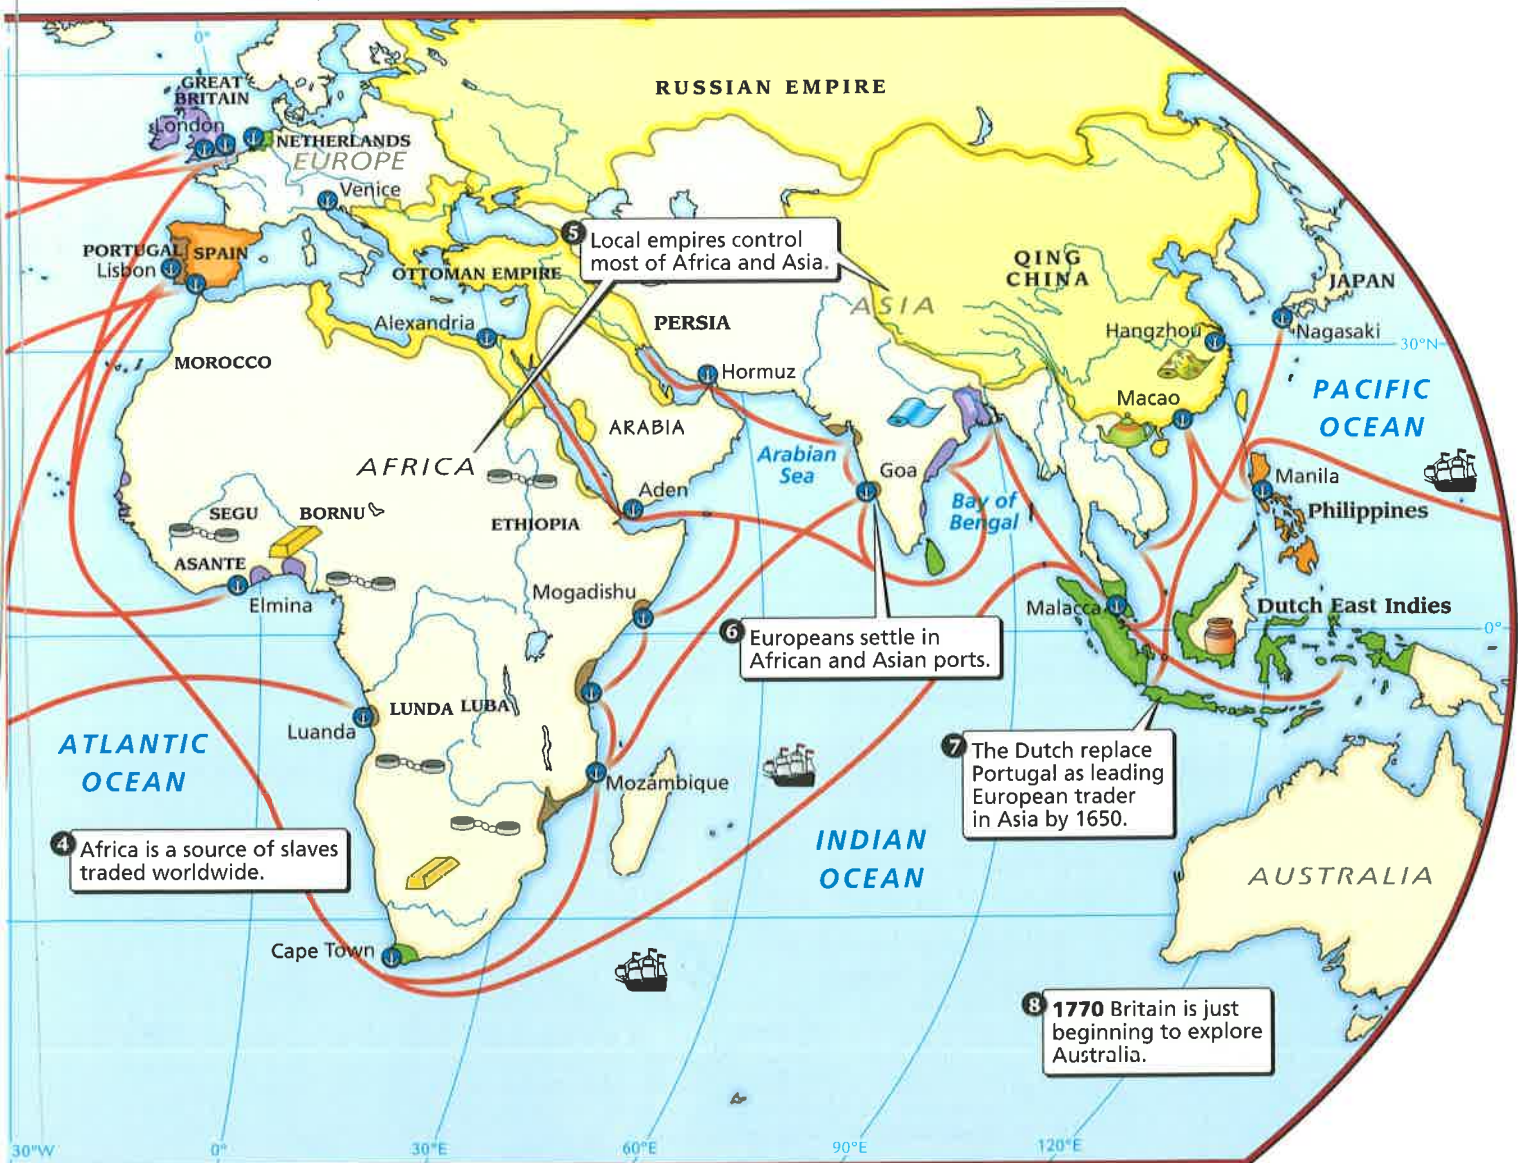 0°
RUSSIAN EMPIRE
GREAT
BRITAIN
London
NETHERLANDS
EUROPE
Venice
PORTUGAL
SPAIN
Lisbon
5 Local empires control
most of Africa and Asia.
OTTOMAN EMPIRE
QING
CHINA
JAPAN
ASIA
Alexandria
PERSIA
Hangzhou
Nagasaki
30°N
MOROCCO
Hormuz
Macao
PACIFIC
OCEAN
ARABIA
AFRICA
Arabian
Sea
Goa
Manila
Aden
Bay of
Bengal
Philippines
SEGU
BORNU
ETHIOPIA
ASANTE
Elmina
Mogadishu
Malacca
Dutch East Indies
0°
6 Europeans settle in
African and Asian ports.
LUNDA
LUBA
Luanda
ATLANTIC
OCEAN
7 The Dutch replace
Portugal as leading
European trader
in Asia by 1650.
Mozambique
4 Africa is a source of slaves
traded worldwide.
INDIAN
OCEAN
AUSTRALIA
Cape Town
8 1770 Britain is just
beginning to explore
Australia.
30°W
0°
30°E
60°E
90°E
120°E